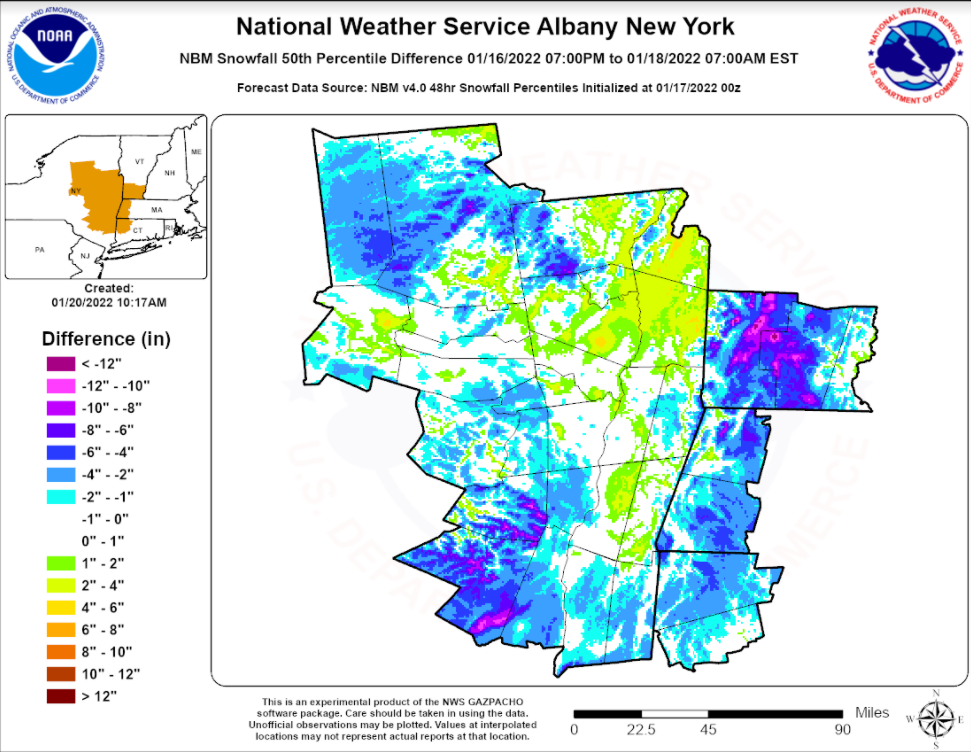 National Weather Service Albany New York
NBM Snowfall 50th Percentile Difference 01/16/2022 07:00PM to 01/18/2022 07:00AM EST
Forecast Data Source: NBM v4.0 48hr Snowfall Percentiles Initialized at 01/17/2022 00z
NATIONAL OCEANIC AND ATMOSPHERIC ADMINISTRATION
NOAA
U.S. DEPARTMENT OF COMMERCE
NATIONAL WEATHER SERVICE
U.S. DEPARTMENT OF COMMERCE
ME
VT
NH
NY
MA
CT
RI
PA
NJ
Created:
01/20/2022 10:17AM
Difference (in)
< -12"
-12" - -10"
-10" - -8"
-8" - -6"
-6" - -4"
-4" - -2"
-2" - -1"
-1" - 0"
0" - 1"
1" - 2"
2" - 4"
4" - 6"
6" - 8"
8" - 10"
10" - 12"
> 12"
WEATHER SERVICE
U.S. DEPARTMENT OF COMMERCE
This is an experimental product of the NWS GAZPACHO
software package. Care should be taken in using the data.
Unofficial observations may be plotted. Values at interpolated
locations may not represent actual reports at that location.
Miles
0 22.5 45 90
N
W E
S